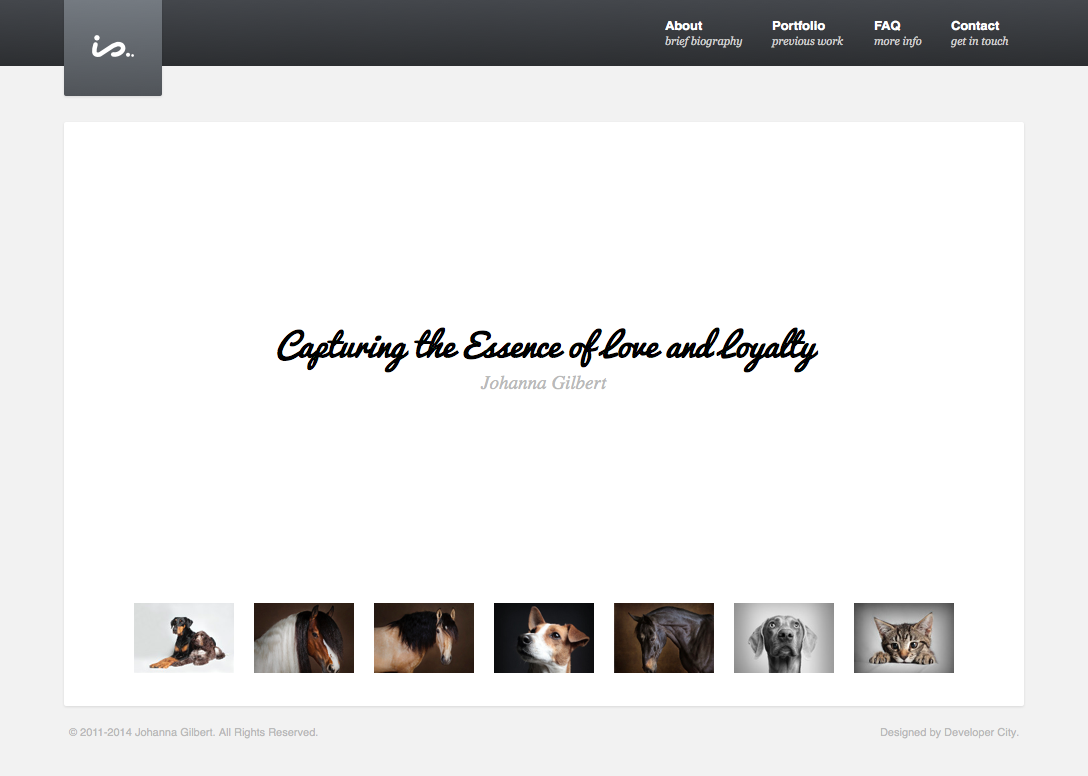 is..
About
brief biography
Portfolio
previous work
FAQ
more info
Contact
get in touch
Capturing the Essence of Love and Loyalty
Johanna Gilbert
© 2011-2014 Johanna Gilbert. All Rights Reserved.
Designed by Developer City.